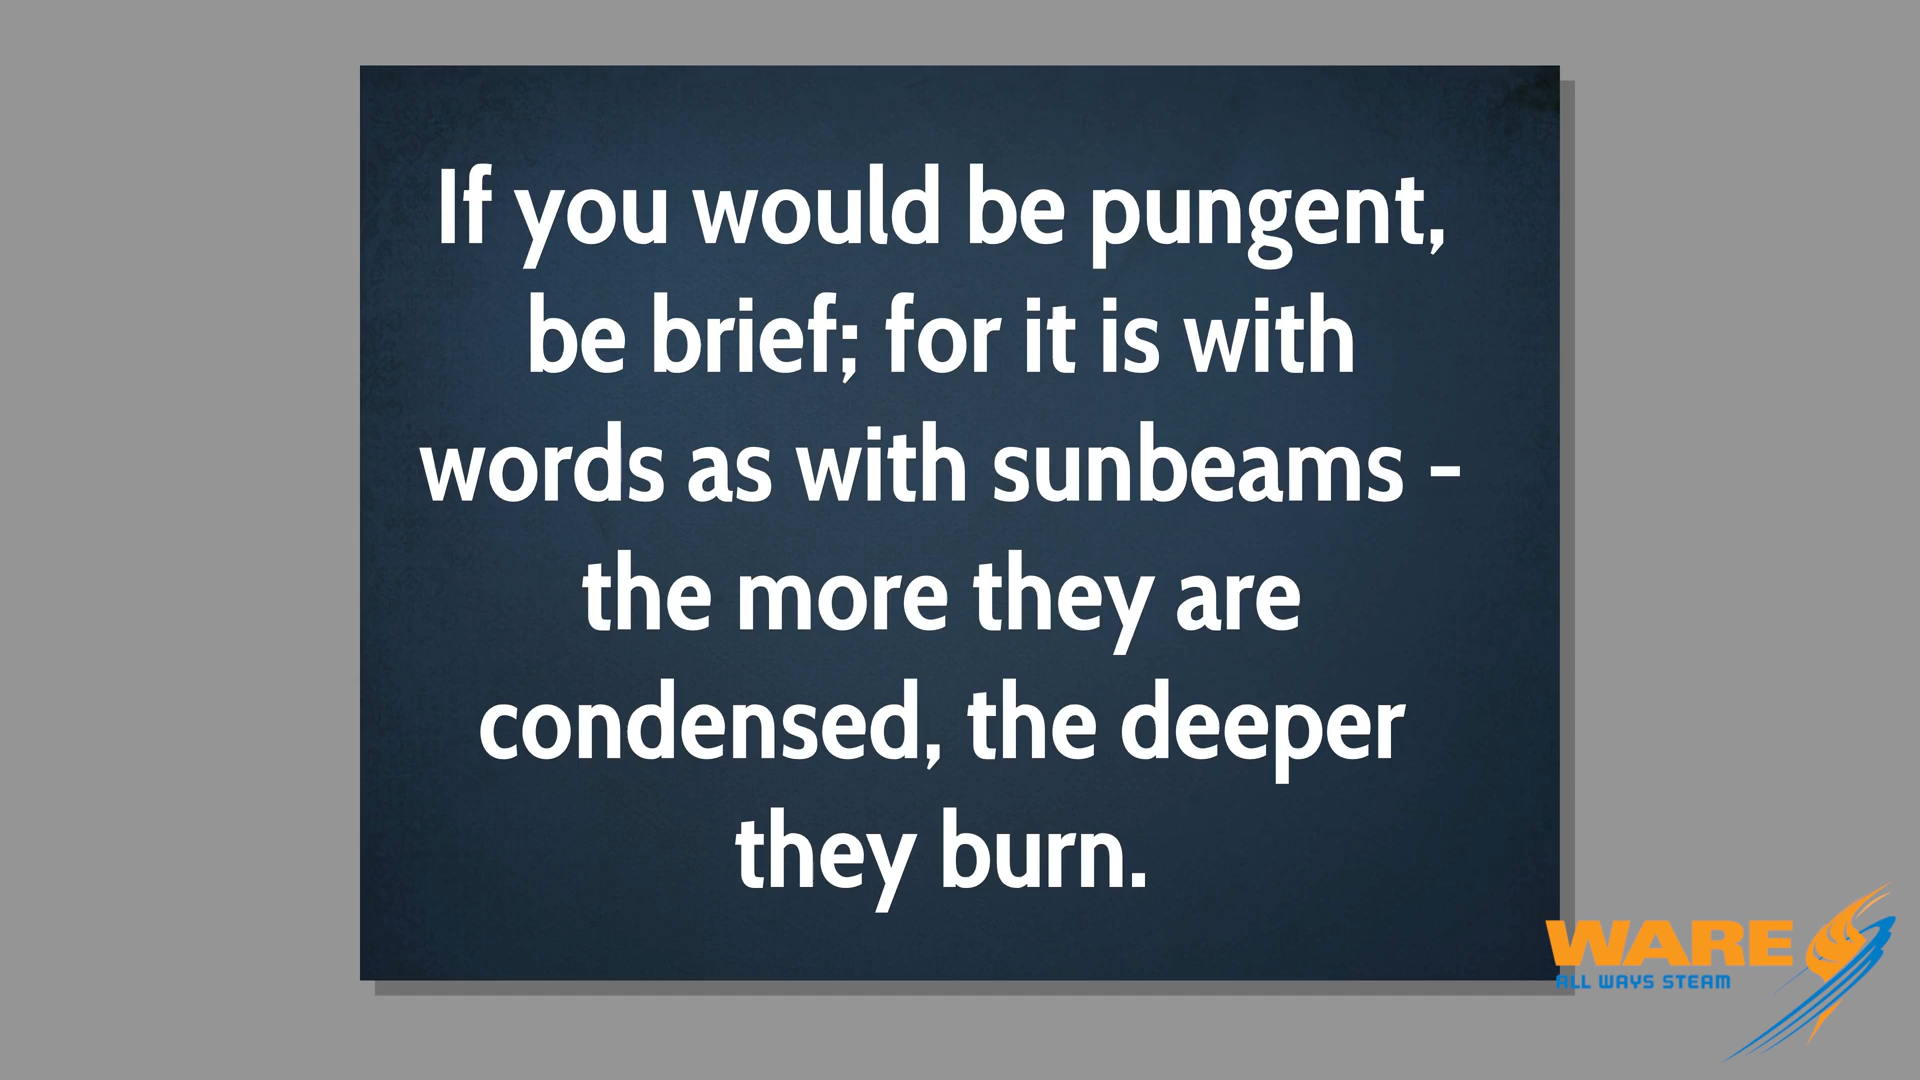 If you would be pungent,
be brief; for it is with
words as with sunbeams -
the more they are
condensed, the deeper
they burn.
WARE
ALL WAYS STEAM